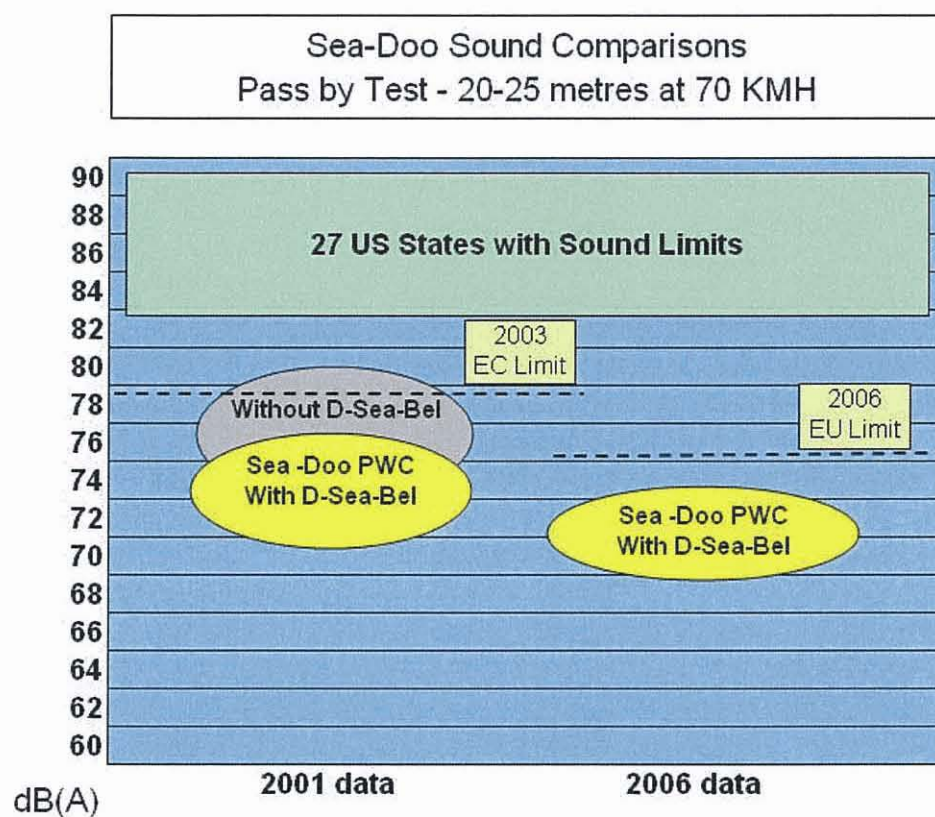 Sea-Doo Sound Comparisons
Pass by Test - 20-25 metres at 70 KMH
90
88
86
84
82
80
78
76
74
72
70
68
66
64
62
60
27 US States with Sound Limits
2003
EC Limit
Without D-Sea-Bel
2006
EU Limit
Sea -Doo PWC
With D-Sea-Bel
Sea -Doo PWC
With D-Sea-Bel
2001 data
2006 data
dB(A)